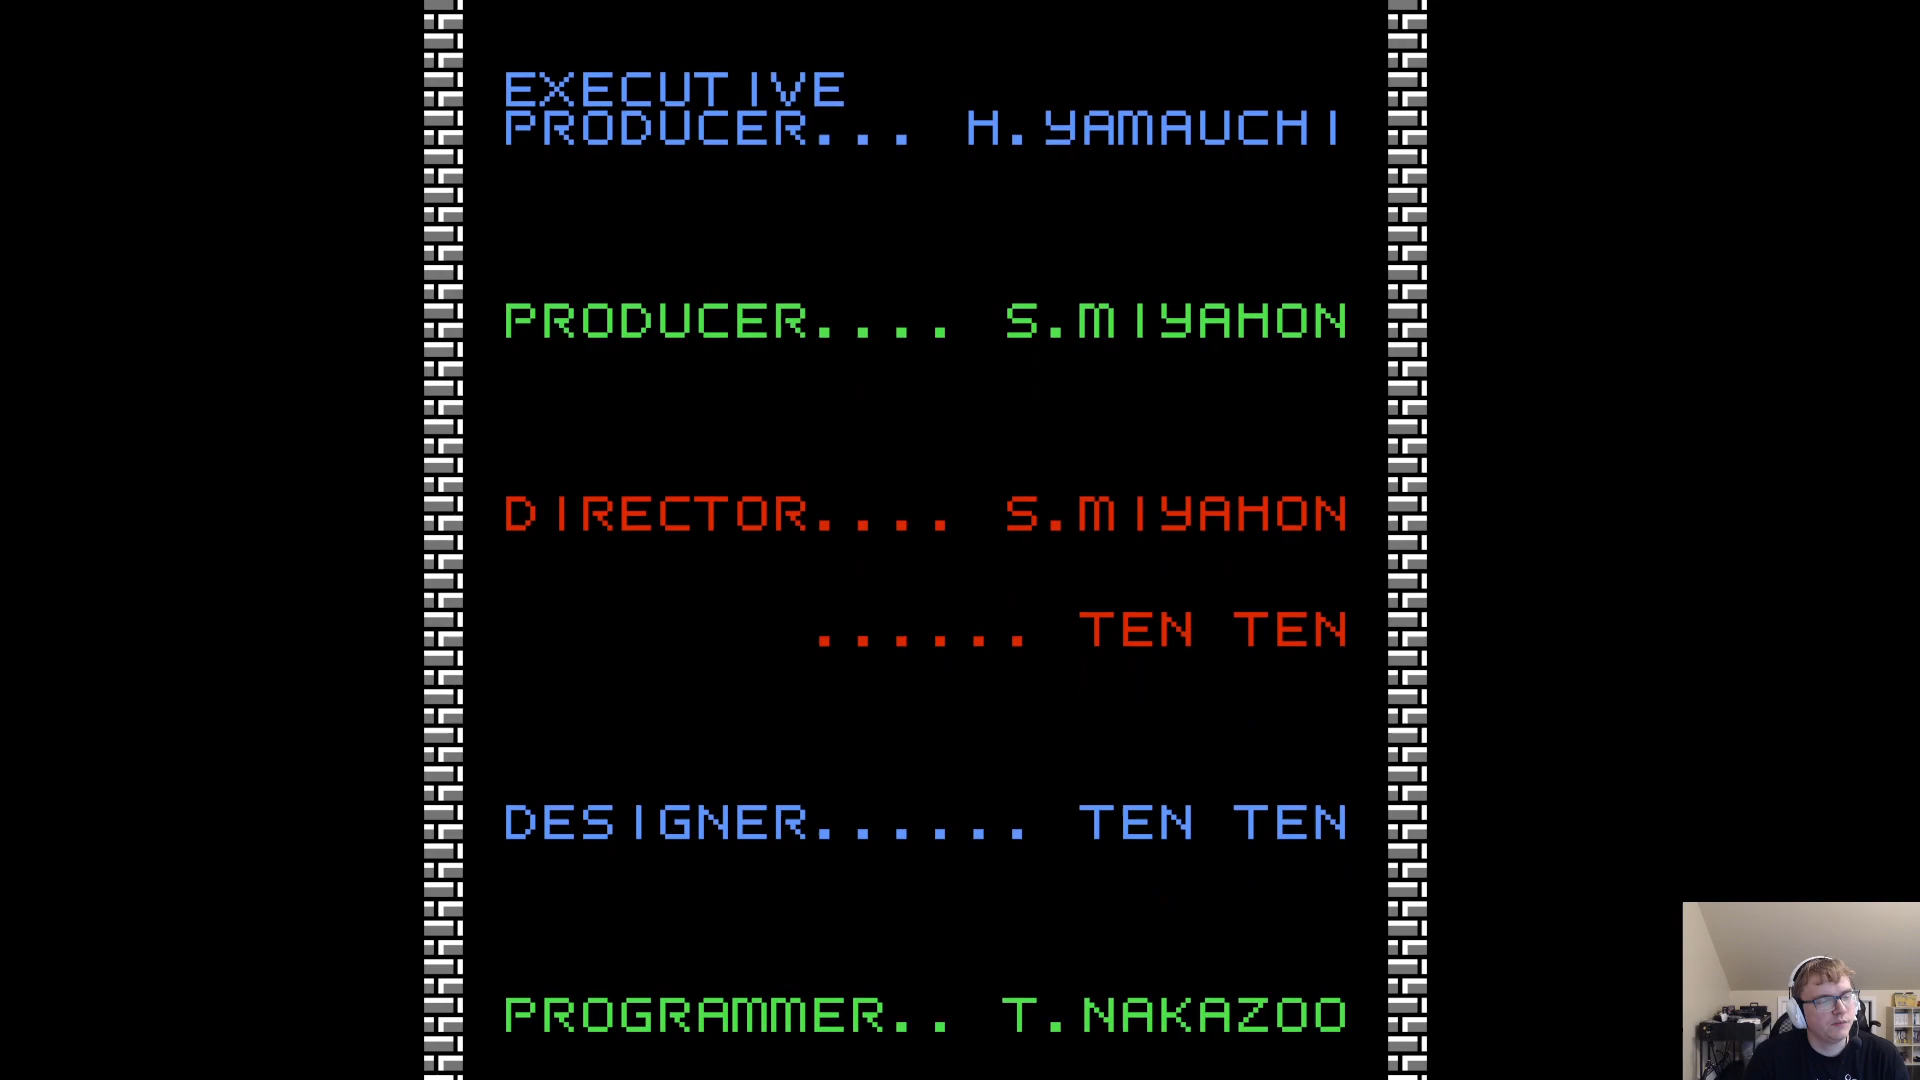 EXECUTIVE
PRODUCER... H.YAMAUCHI
PRODUCER.... S.MIYAHON
DIRECTOR.... S.MIYAHON
...... TEN TEN
DESIGNER...... TEN TEN
PROGRAMMER.. T.NAKAZOO